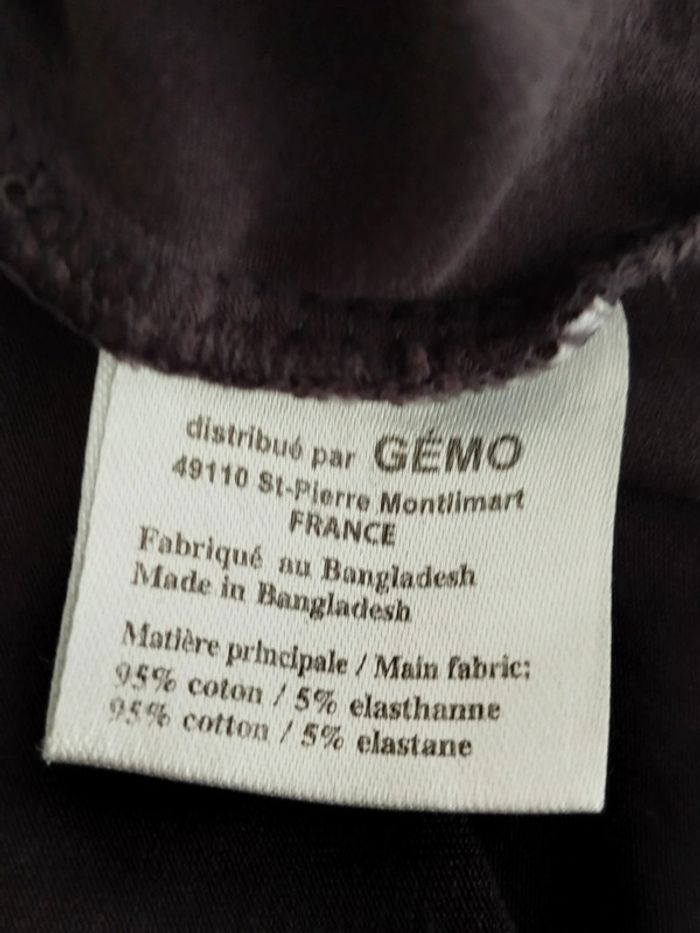 distribué par GÉMO
49110 St-Pierre Montlimart
FRANCE
Fabriqué au Bangladesh
Made in Bangladesh
Matière principale / Main fabric:
95% coton / 5% elasthanne
95% cotton / 5% elastane